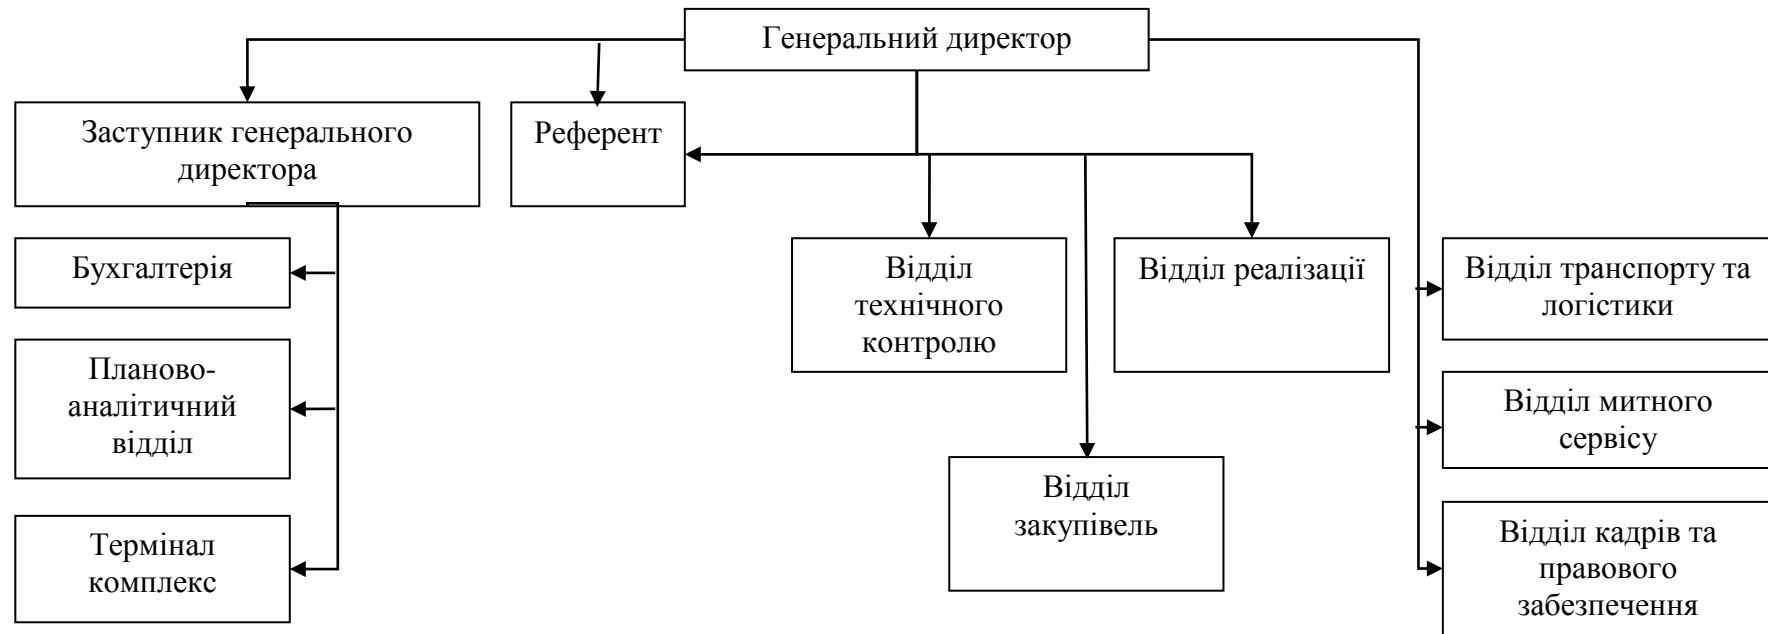 Генеральний директор
Заступник генерального
директора
Референт
Бухгалтерія
Планово-
аналітичний
відділ
Термінал
комплекс
Відділ
технічного
контролю
Відділ реалізації
Відділ
закупівель
Відділ транспорту та
логістики
Відділ митного
сервісу
Відділ кадрів та
правового
забезпечення